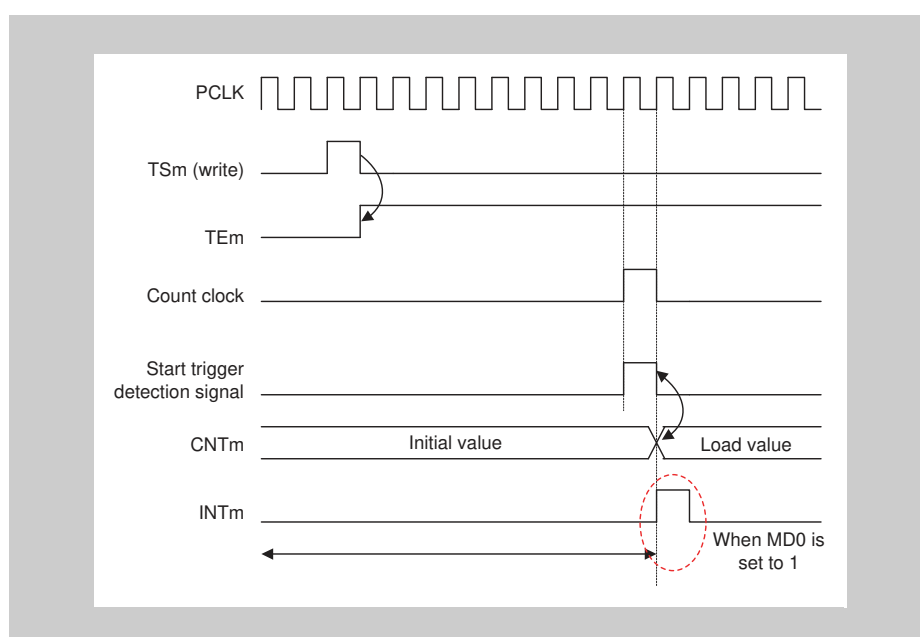 PCLK
TSm (write)
TEm
Count clock
Start trigger
detection signal
CNTm
Initial value
Load value
INTm
When MD0 is
set to 1